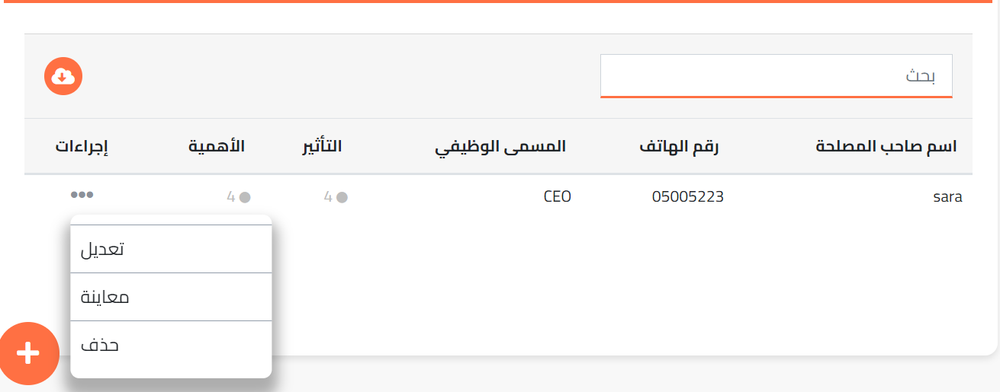 بحث
اسم صاحب المصلحة رقم الهاتف المسمى الوظيفي التأثير الأهمية إجراءات
sara 05005223 CEO 4 4
تعديل
معاينة
حذف